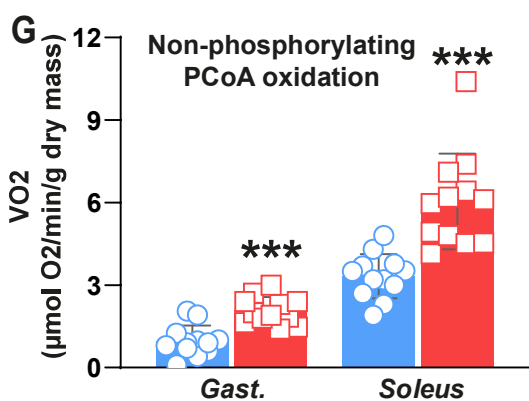 G
Non-phosphorylating
PCoA oxidation
VO2
(µmol O2/min/g dry mass)
12
9
6
3
0
***
***
Gast.
Soleus